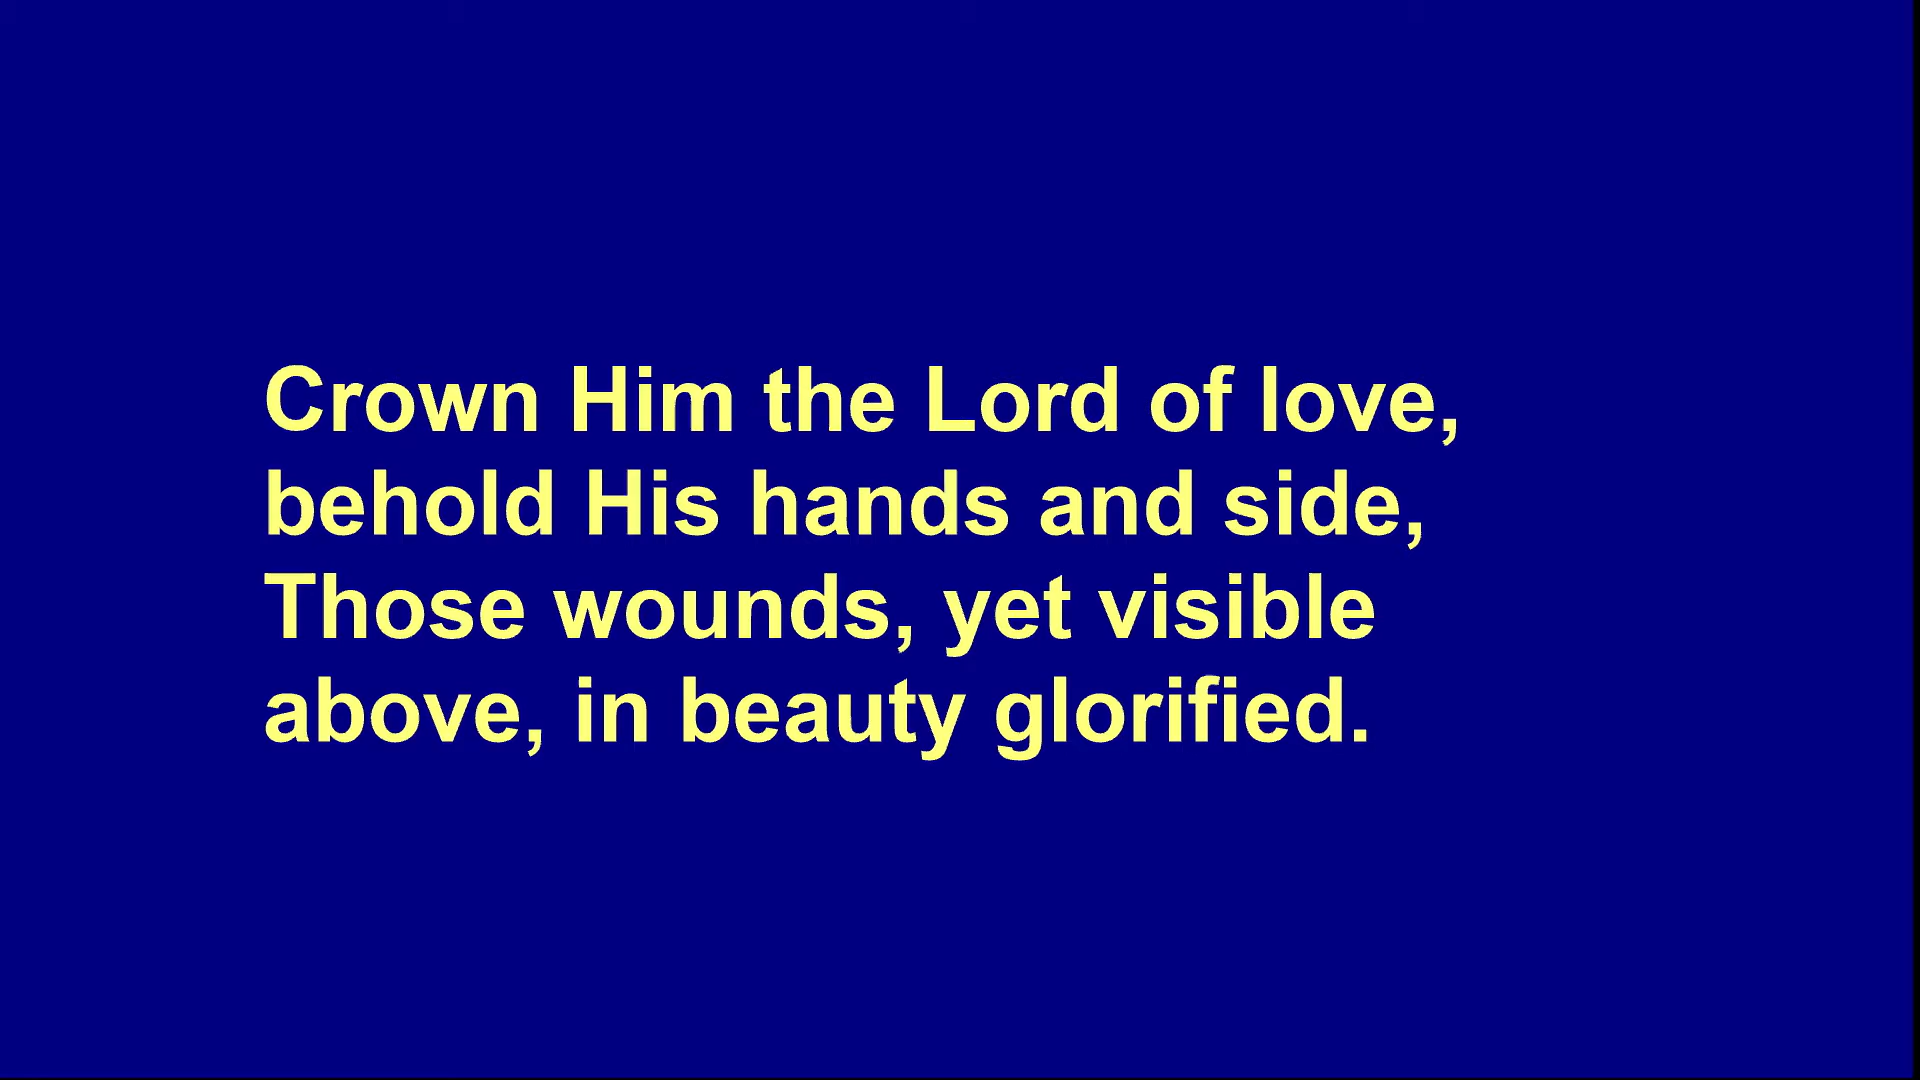 Crown Him the Lord of love,
behold His hands and side,
Those wounds, yet visible
above, in beauty glorified.